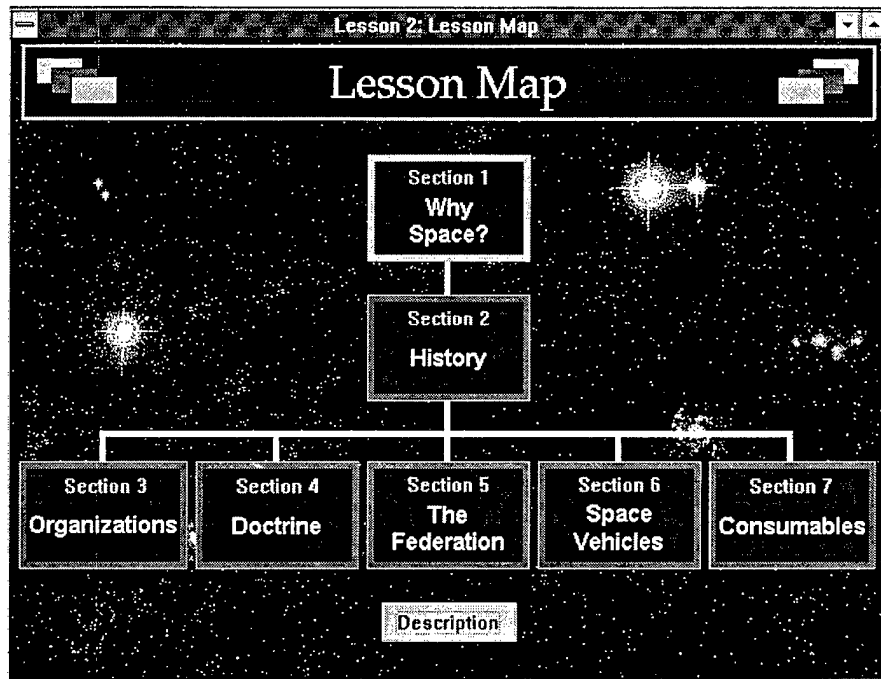 Lesson 2: Lesson Map
Lesson Map
Section 1
Why
Space?
Section 2
History
Section 3
Organizations
Section 4
Doctrine
Section 5
The
Federation
Section 6
Space
Vehicles
Section 7
Consumables
Description